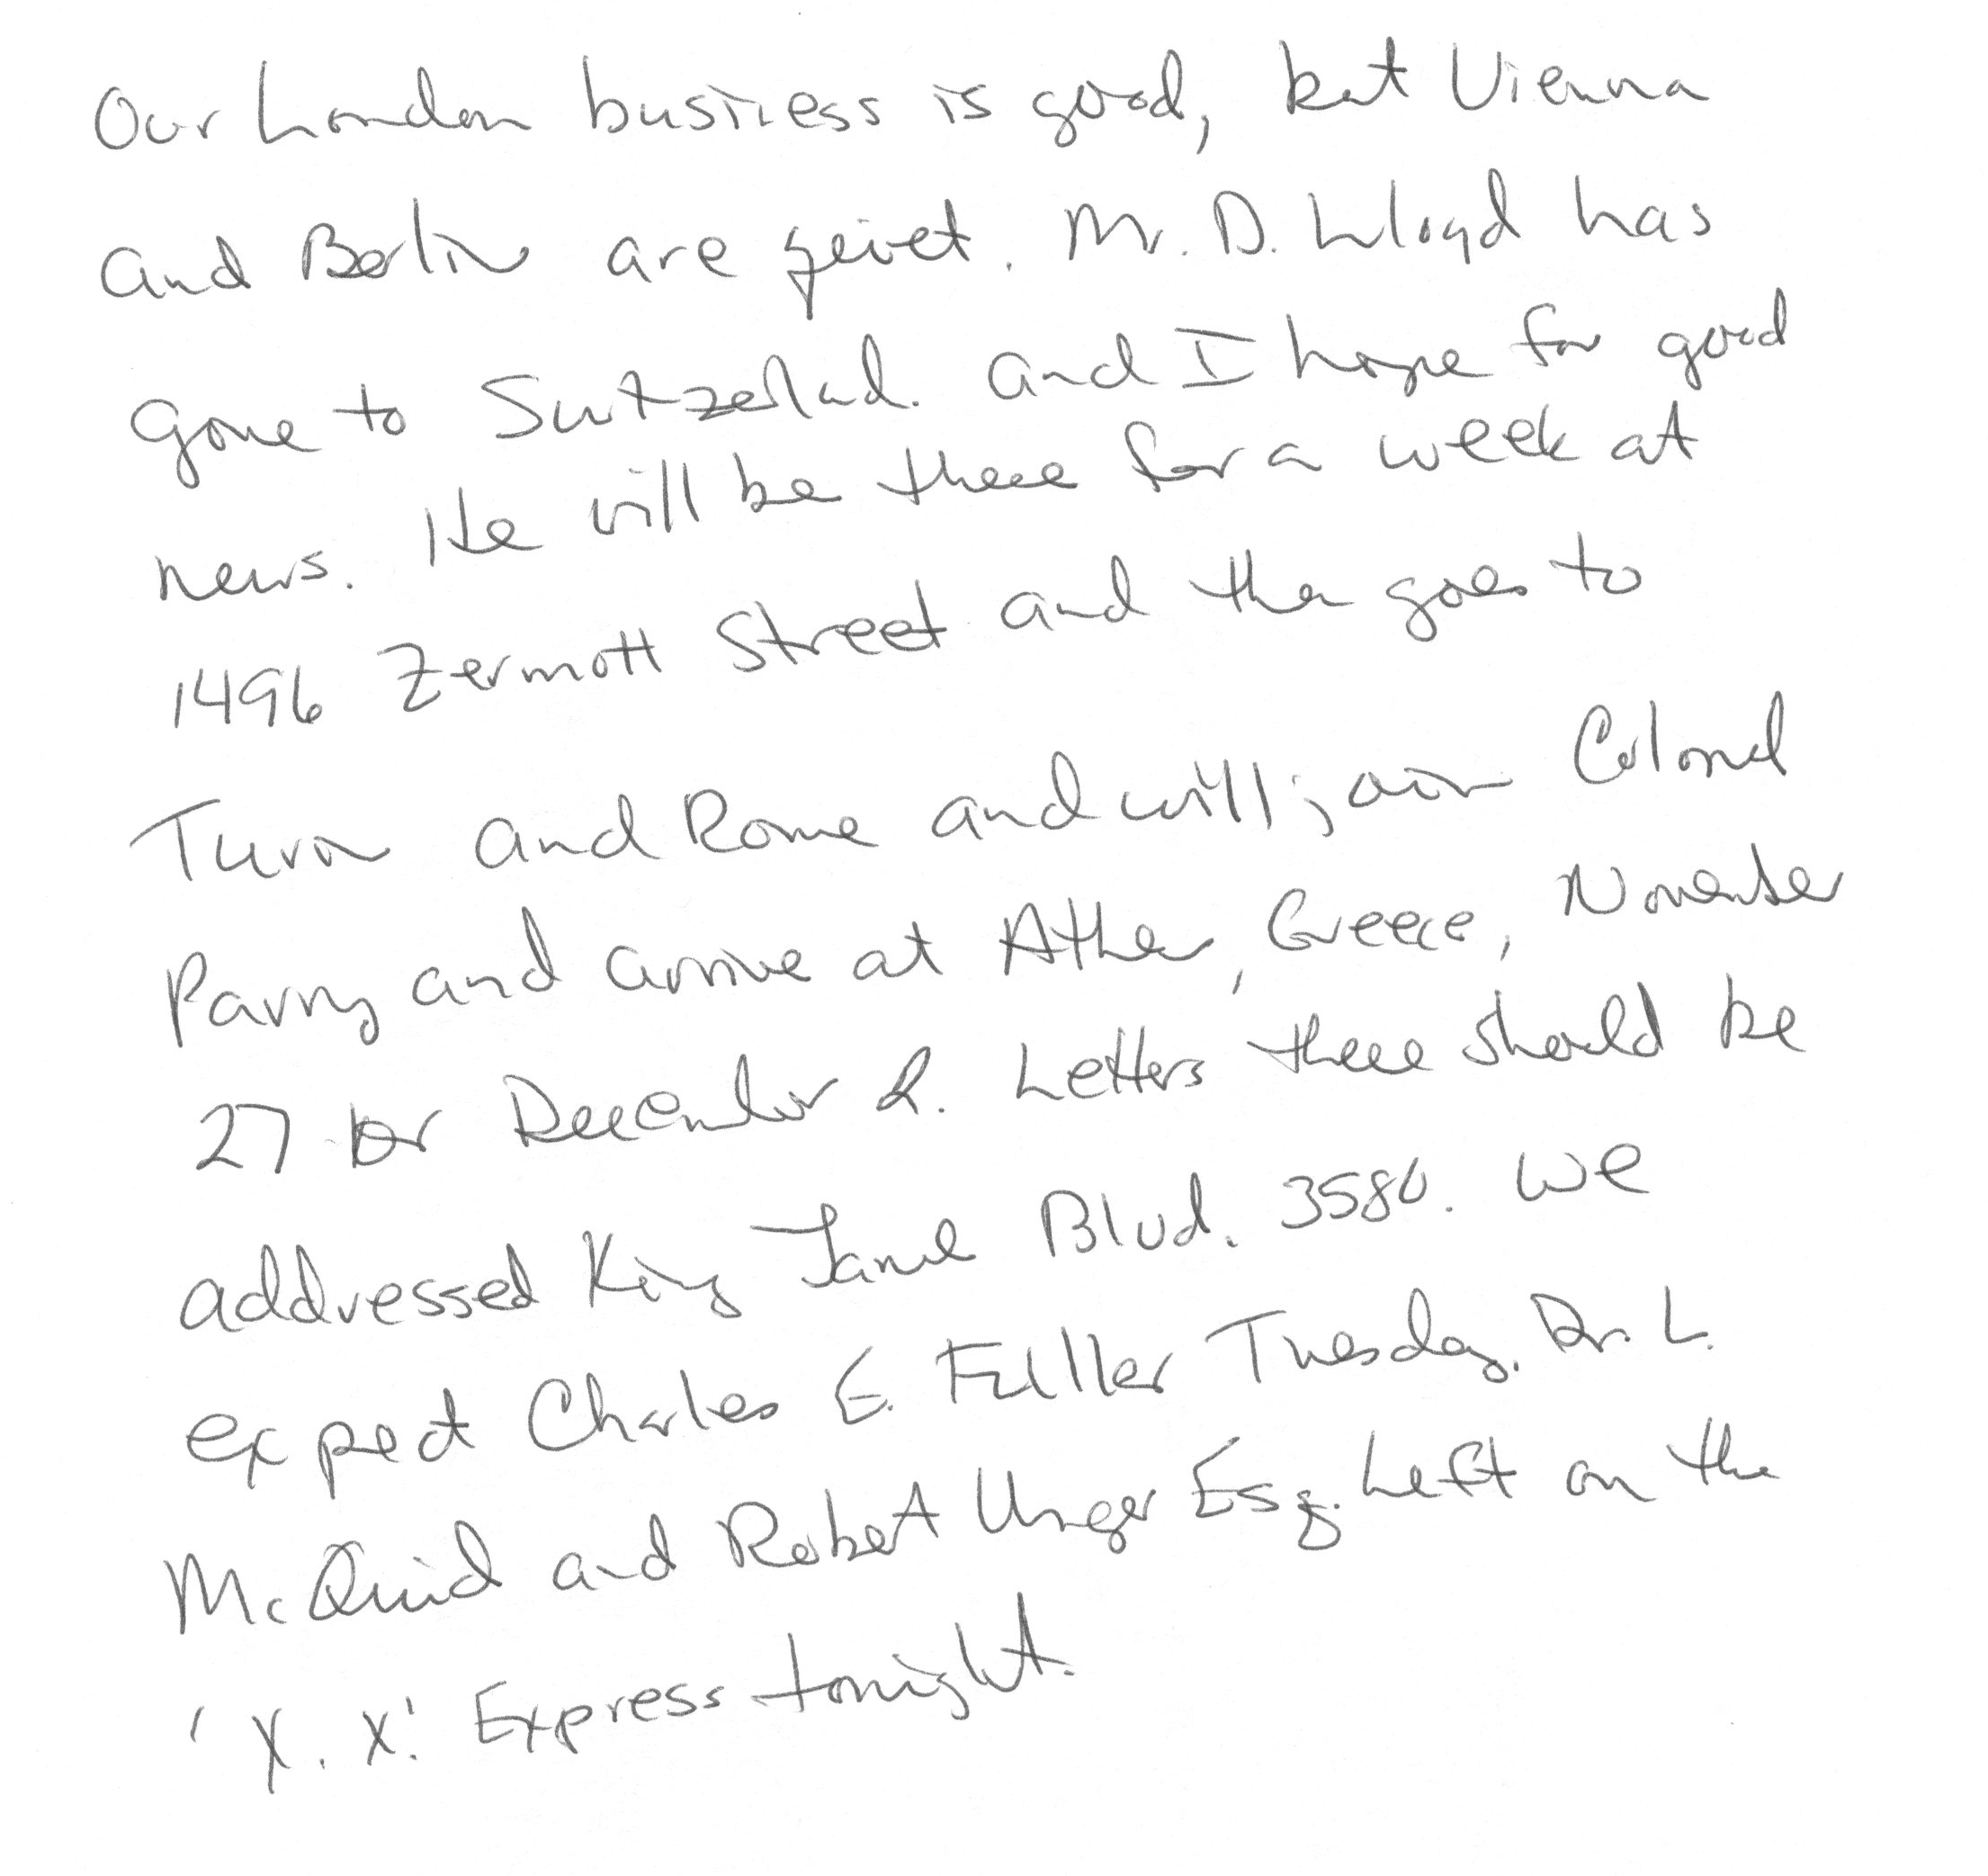 Our London business is good, but Vienna
and Berlin are quiet. Mr. D. Lloyd has
gone to Switzerland. and I hope for good
news. He will be there for a week at
1496 Zermott Street and then goes to
Turin and Rome and will join Colonel
Parry and arrive at Athens, Greece, November
27 or December 2. Letters there should be
addressed King James Blvd. 3580. We
expect Charles E. Fulller Tuesday. Dr. L.
McQuid and Robert Unger Esq. Left on the
'X. X.' Express tonight.